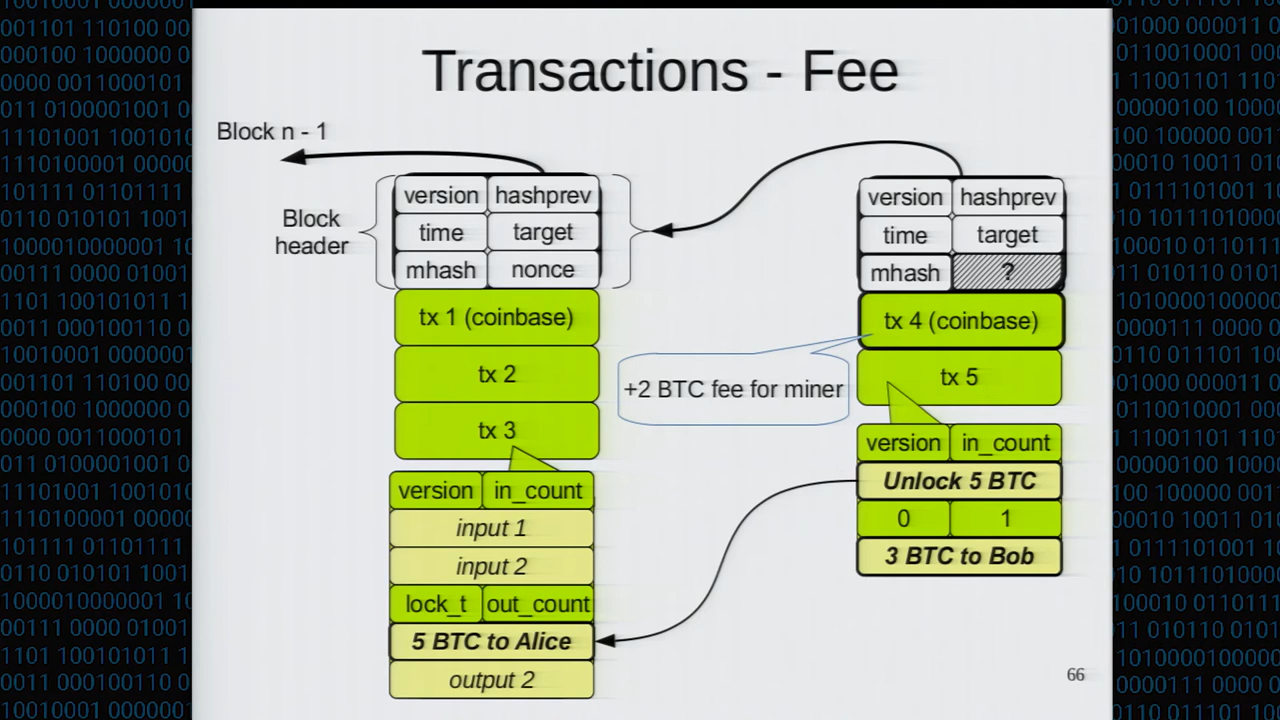 Transactions - Fee
Block n - 1
Block
header
version hashprev
time target
mhash nonce
tx 1 (coinbase)
tx 2
tx 3
version in_count
input 1
input 2
lock_t out_count
5 BTC to Alice
output 2
+2 BTC fee for miner
version hashprev
time target
mhash ?
tx 4 (coinbase)
tx 5
version in_count
Unlock 5 BTC
0 1
3 BTC to Bob
66